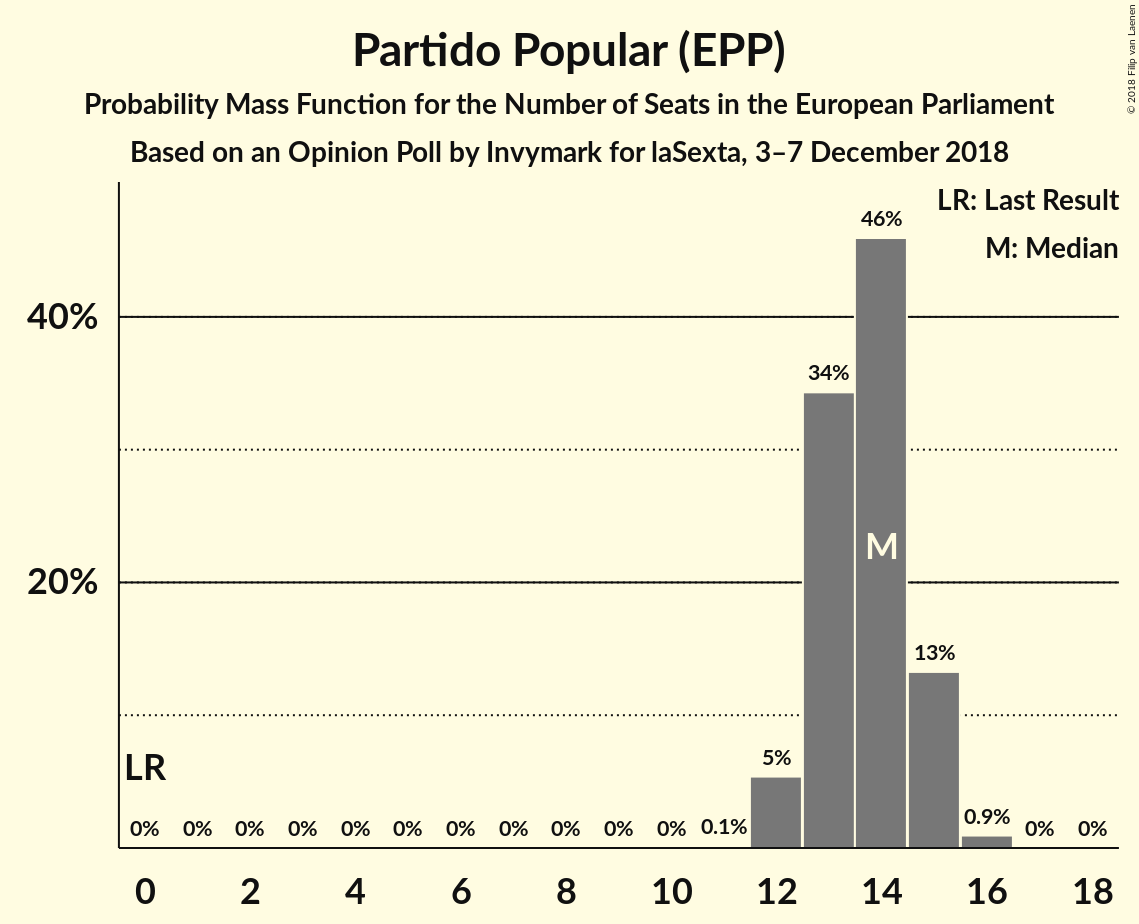 Partido Popular (EPP)
Probability Mass Function for the Number of Seats in the European Parliament
Based on an Opinion Poll by Invymark for laSexta, 3–7 December 2018
© 2018 Filip van Laenen
LR: Last Result
M: Median
46%
40%
34%
M
20%
13%
LR
5%
0% 0% 0% 0% 0% 0% 0% 0% 0% 0% 0% 0.1% 0.9% 0% 0%
0 2 4 6 8 10 12 14 16 18